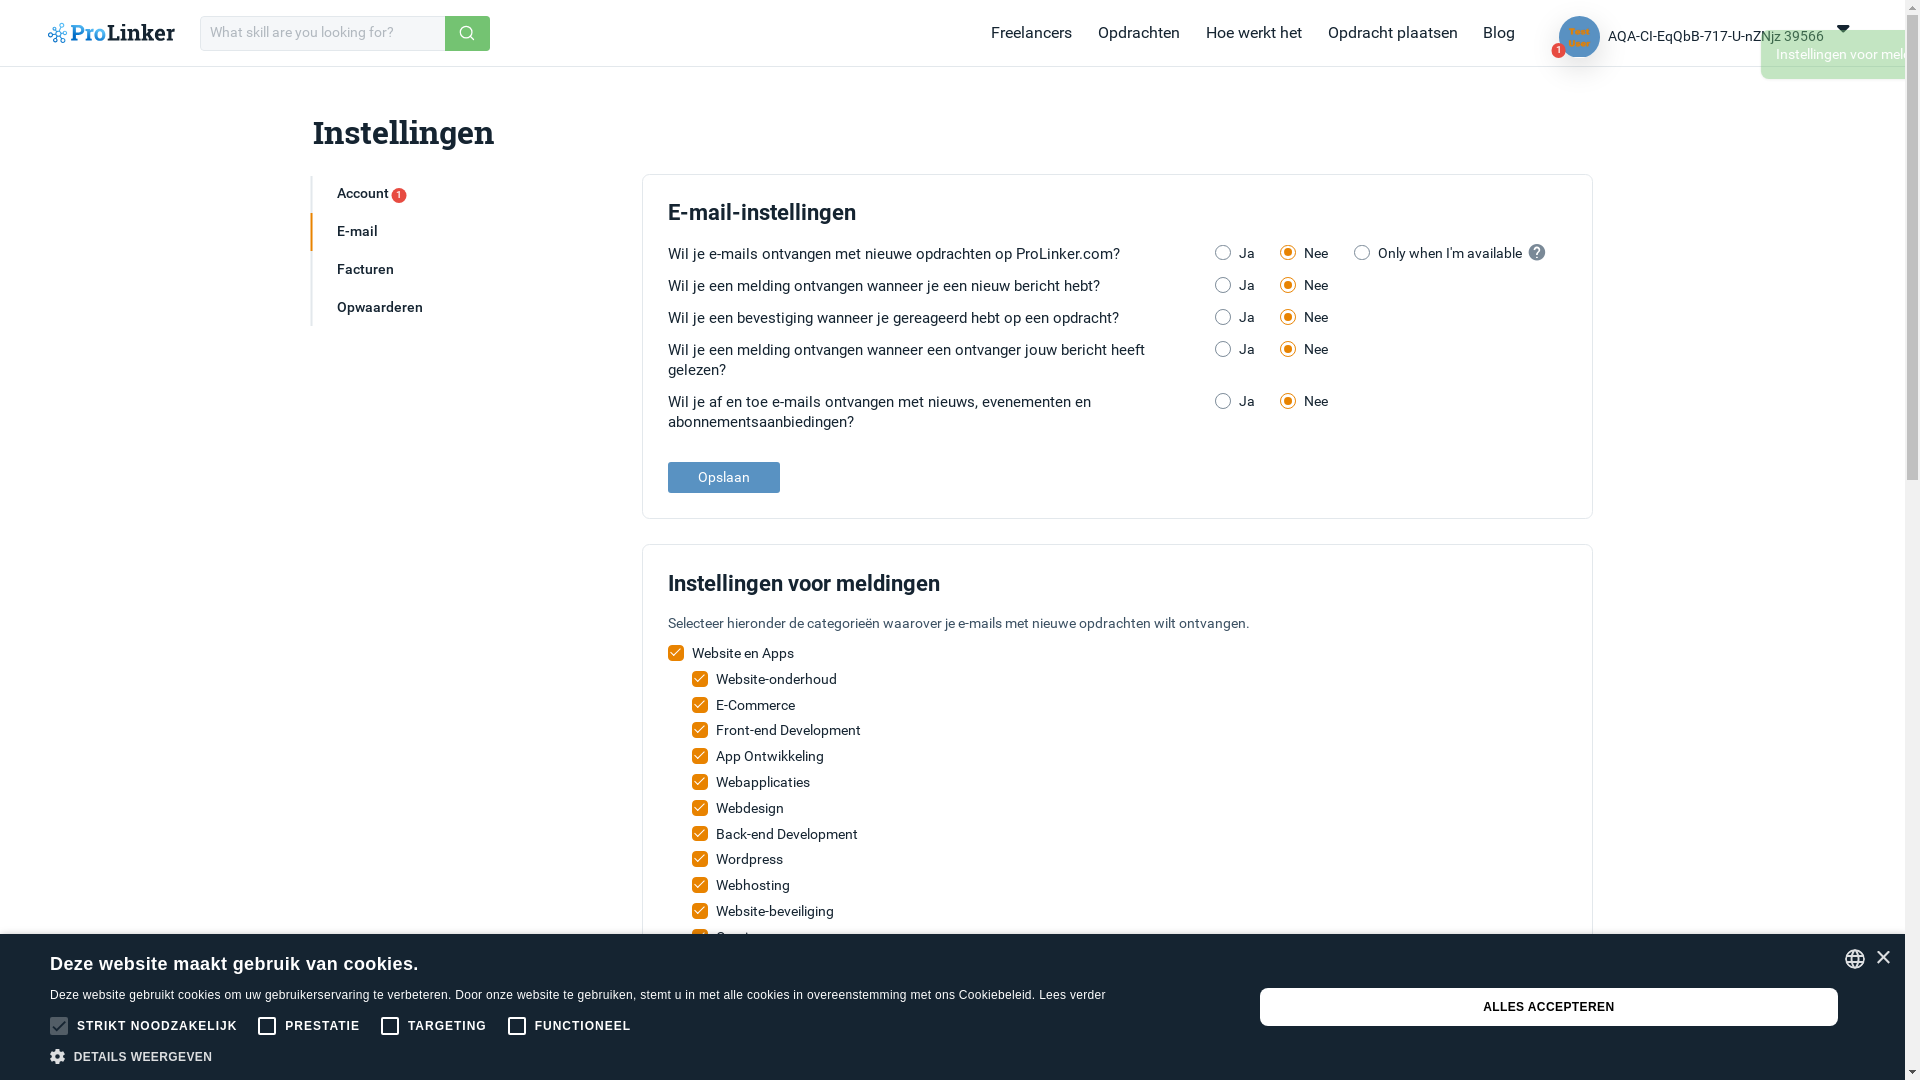 ProLinker
What skill are you looking for?
Freelancers
Opdrachten
Hoe werkt het
Opdracht plaatsen
Blog
Test User
1
AQA-CI-EqQbB-717-U-nZNjz 39566
Instellingen voor
Instellingen
Account 1
E-mail
Facturen
Opwaarderen
E-mail-instellingen
Wil je e-mails ontvangen met nieuwe opdrachten op ProLinker.com?
Ja Nee Only when I'm available ?
Wil je een melding ontvangen wanneer je een nieuw bericht hebt?
Ja Nee
Wil je een bevestiging wanneer je gereageerd hebt op een opdracht?
Ja Nee
Wil je een melding ontvangen wanneer een ontvanger jouw bericht heeft
gelezen?
Ja Nee
Wil je af en toe e-mails ontvangen met nieuws, evenementen en
abonnementsaanbiedingen?
Ja Nee
Opslaan
Instellingen voor meldingen
Selecteer hieronder de categorieën waarover je e-mails met nieuwe opdrachten wilt ontvangen.
Website en Apps
Website-onderhoud
E-Commerce
Front-end Development
App Ontwikkeling
Webapplicaties
Webdesign
Back-end Development
Wordpress
Webhosting
Website-beveiliging
Deze website maakt gebruik van cookies.
Deze website gebruikt cookies om uw gebruikerservaring te verbeteren. Door onze website te gebruiken, stemt u in met alle cookies in overeenstemming met ons Cookiebeleid. Lees verder
STRIKT NOODZAKELIJK
PRESTATIE
TARGETING
FUNCTIONEEL
DETAILS WEERGEVEN
ALLES ACCEPTEREN